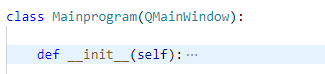 class Mainprogram(QMainWindow):
def __init__(self):···